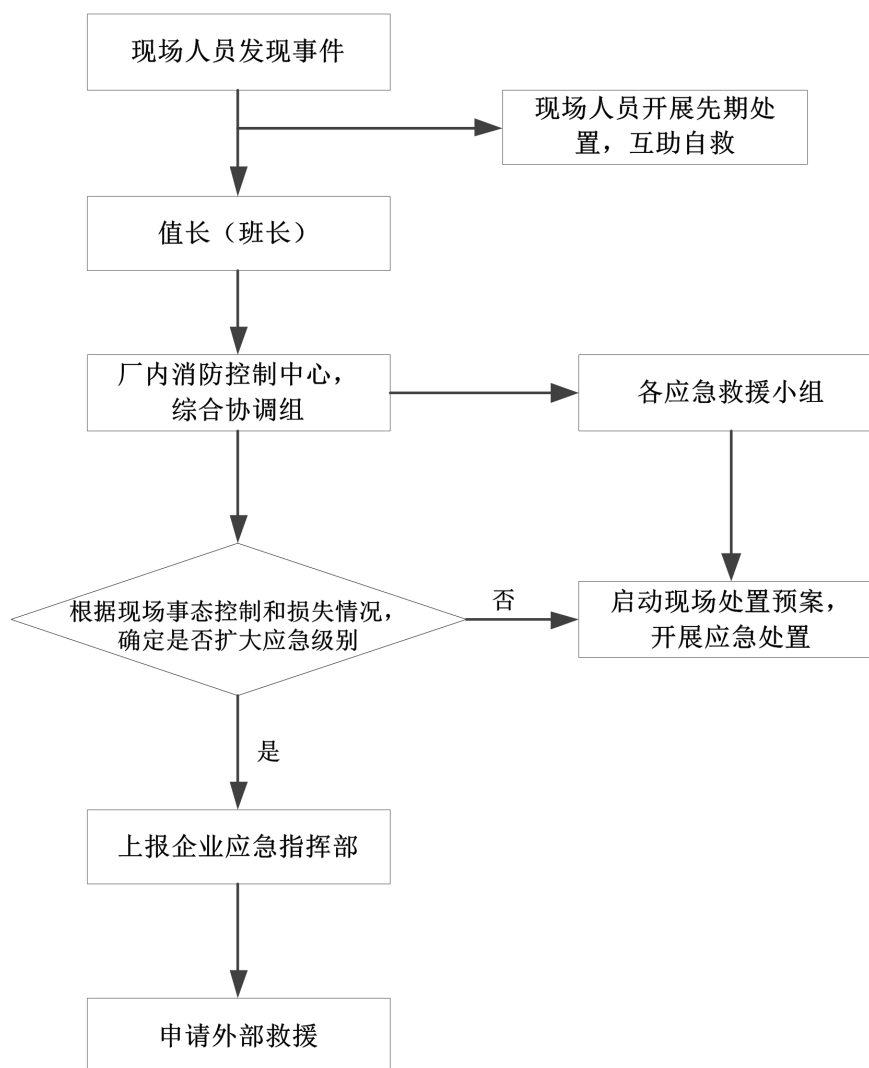 现场人员发现事件
现场人员开展先期处
置，互助自救
值长（班长）
厂内消防控制中心，
综合协调组
各应急救援小组
根据现场事态控制和损失情况，
确定是否扩大应急级别
否
启动现场处置预案，
开展应急处置
是
上报企业应急指挥部
申请外部救援